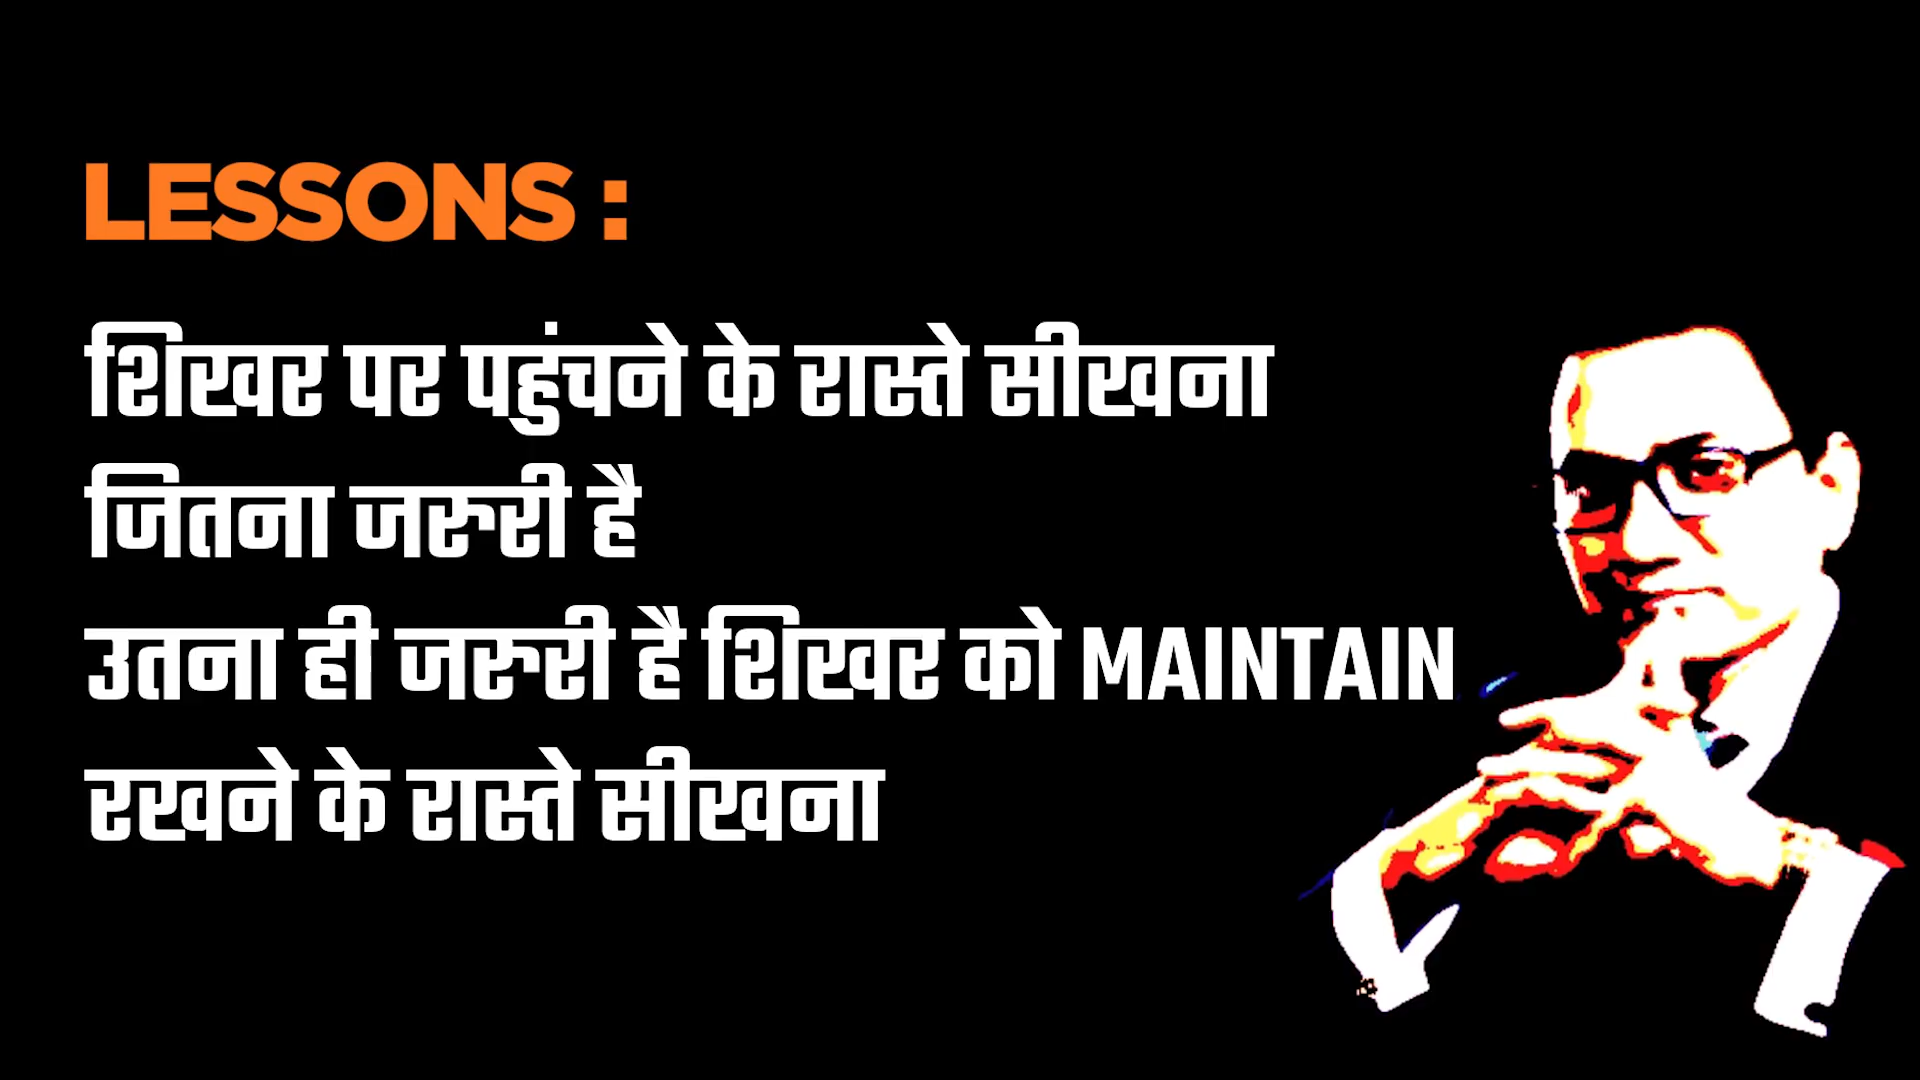 LESSONS :
शिखर पर पहुंचने के रास्ते सीखना
जितना जरुरी है
उतना ही जरुरी है शिखर को MAINTAIN
रखने के रास्ते सीखना